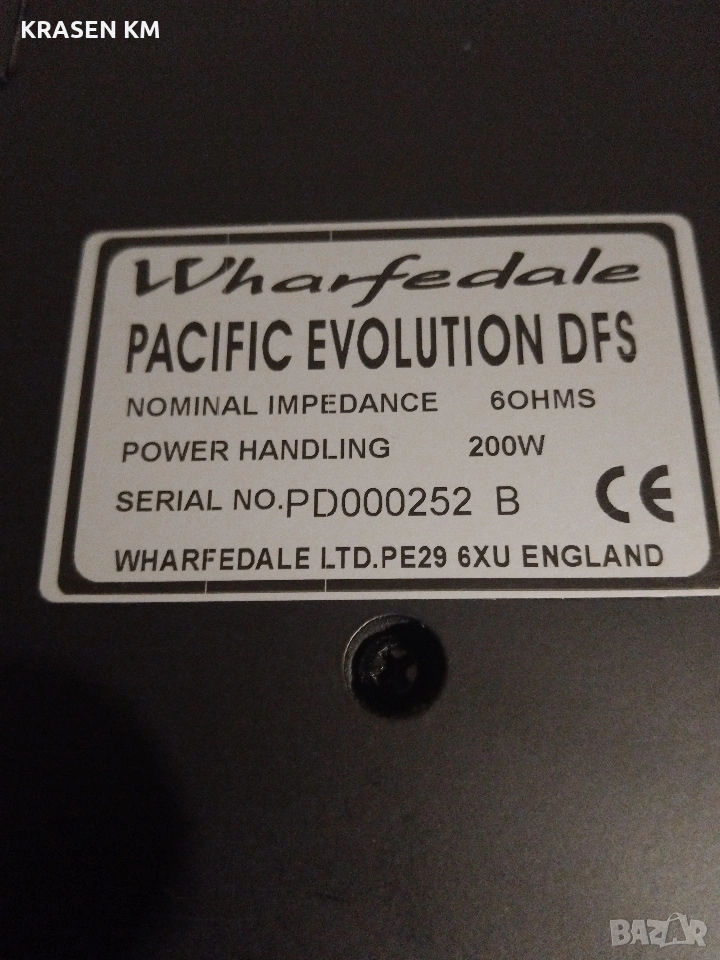 KRASEN KM
Wharfedale
PACIFIC EVOLUTION DFS
NOMINAL IMPEDANCE 6OHMS
POWER HANDLING 200W
SERIAL NO.PD000252 B CE
WHARFEDALE LTD.PE29 6XU ENGLAND
BAZAR